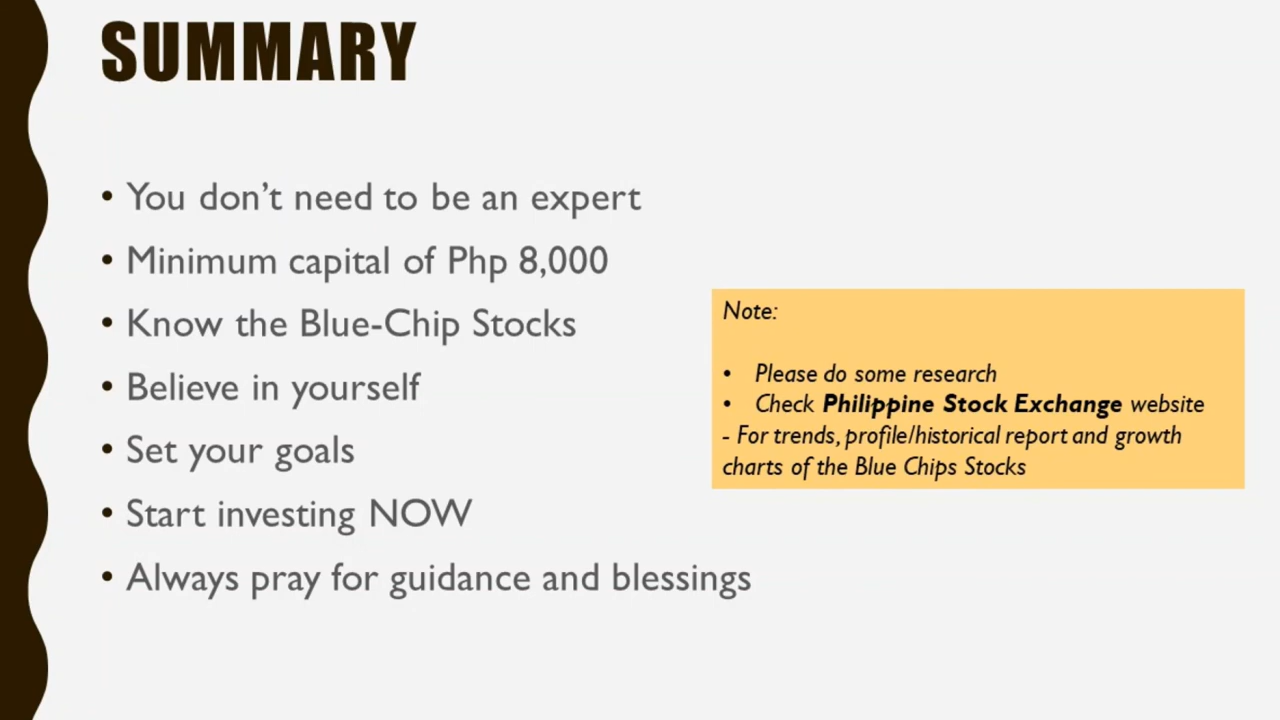 SUMMARY
• You don't need to be an expert
• Minimum capital of Php 8,000
• Know the Blue-Chip Stocks
• Believe in yourself
• Set your goals
• Start investing NOW
• Always pray for guidance and blessings
Note:
• Please do some research
• Check Philippine Stock Exchange website
- For trends, profile/historical report and growth
charts of the Blue Chips Stocks